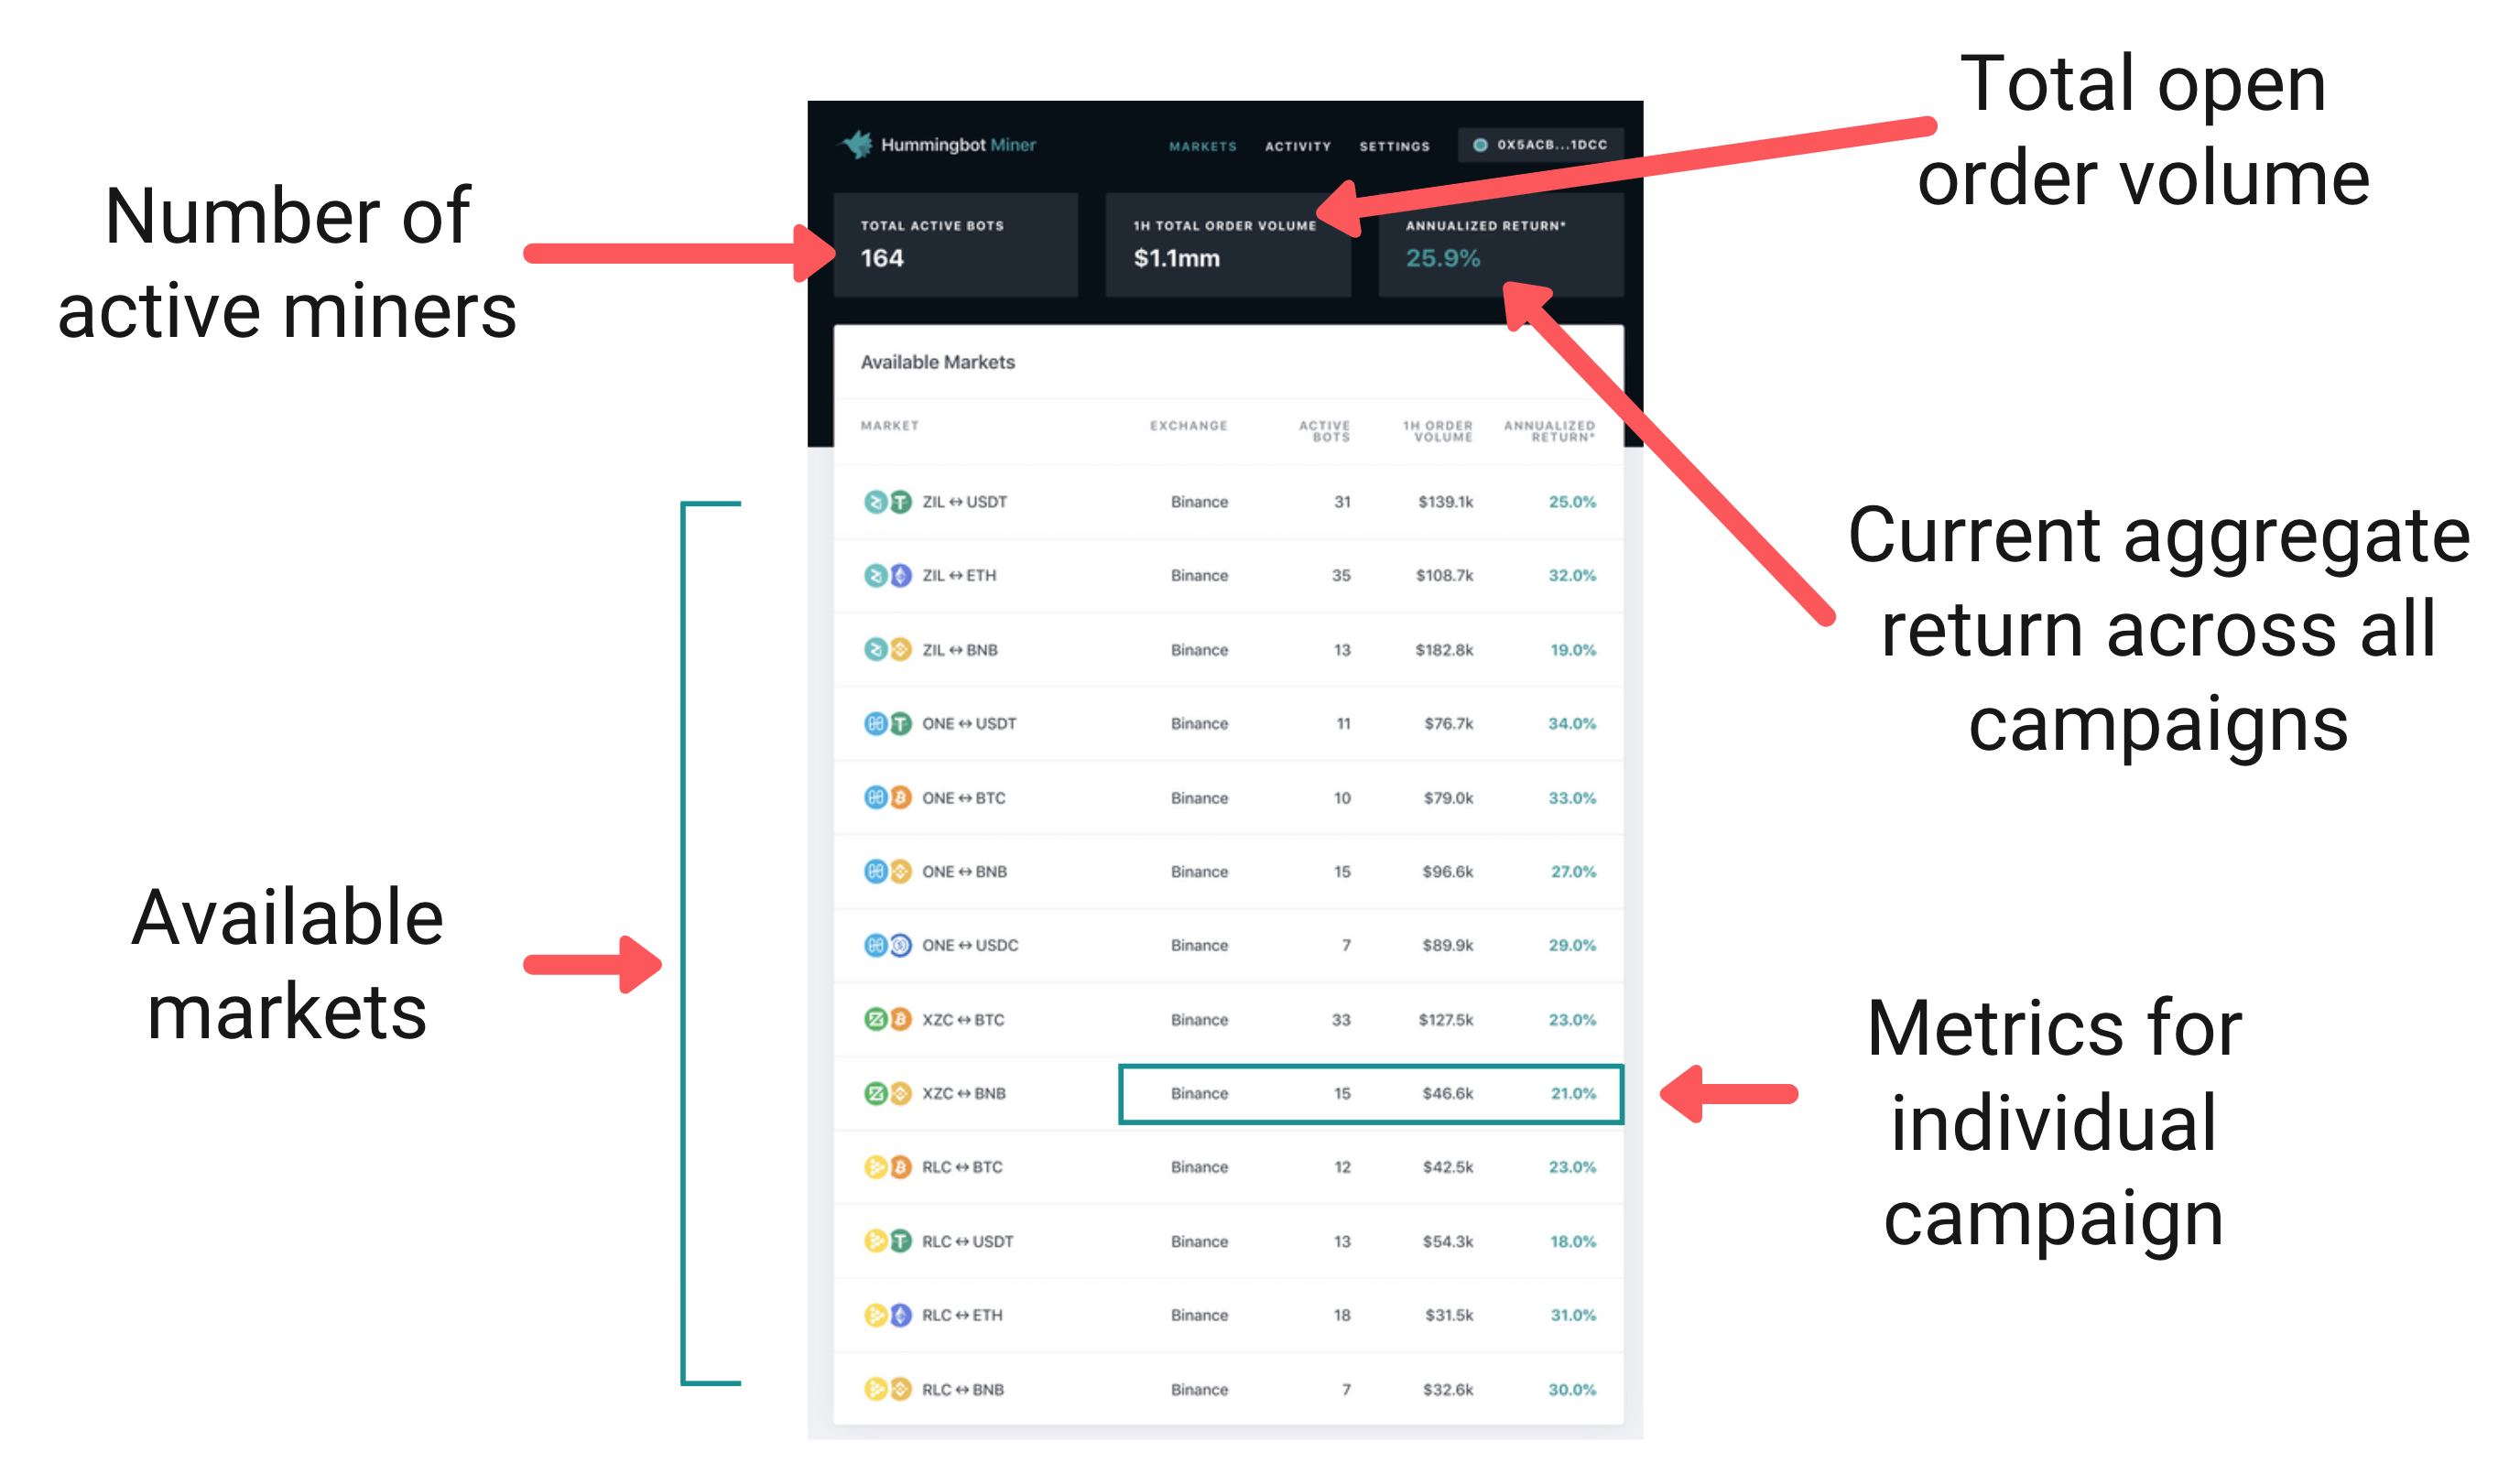 Total open
order volume
Number of
active miners
Hummingbot Miner
MARKETS ACTIVITY SETTINGS 0X5ACB...1DCC
TOTAL ACTIVE BOTS 1H TOTAL ORDER VOLUME ANNUALIZED RETURN*
164 $1.1mm 25.9%
Available Markets
MARKET EXCHANGE ACTIVE BOTS 1H ORDER VOLUME ANNUALIZED RETURN*
ZIL ↔ USDT Binance 31 $139.1k 25.0%
ZIL ↔ ETH Binance 35 $108.7k 32.0%
ZIL ↔ BNB Binance 13 $182.8k 19.0%
ONE ↔ USDT Binance 11 $76.7k 34.0%
ONE ↔ BTC Binance 10 $79.0k 33.0%
ONE ↔ BNB Binance 15 $96.6k 27.0%
ONE ↔ USDC Binance 7 $89.9k 29.0%
XZC ↔ BTC Binance 33 $127.5k 23.0%
XZC ↔ BNB Binance 15 $46.6k 21.0%
RLC ↔ BTC Binance 12 $42.5k 23.0%
RLC ↔ USDT Binance 13 $54.3k 18.0%
RLC ↔ ETH Binance 18 $31.5k 31.0%
RLC ↔ BNB Binance 7 $32.6k 30.0%
Current aggregate
return across all
campaigns
Available
markets
Metrics for
individual
campaign